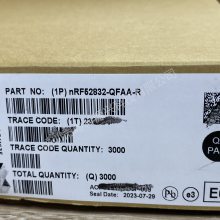 PART NO: (1P) nRF52832-QFAA-R
TRACE CODE: (1T)
TRACE CODE QUANTITY: 3000
TOTAL QUANTITY: (Q) 3000
Sealed Date
2023-07-29
Pb
e3